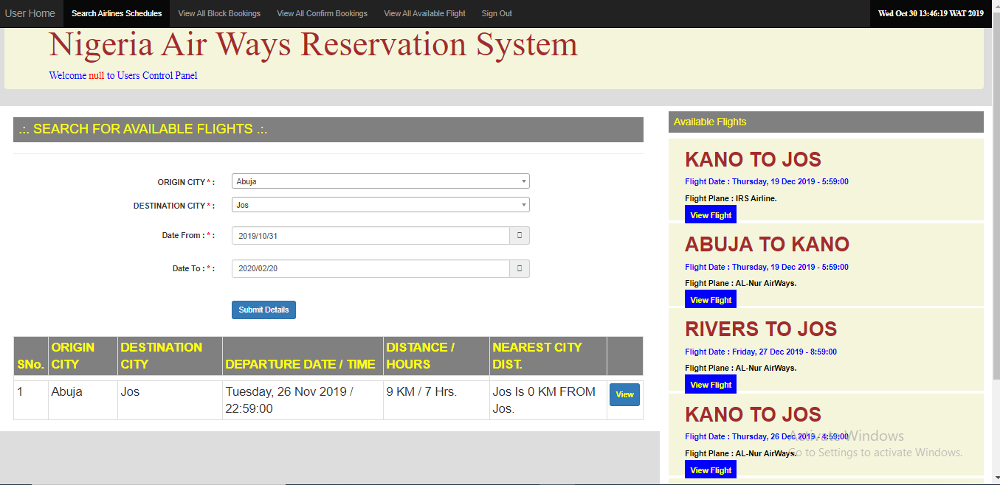 User Home Search Airlines Schedules View All Block Bookings View All Confirm Bookings View All Available Flight Sign Out Wed Oct 30 13:46:19 WAT 2019
Nigeria Air Ways Reservation System
Welcome null to Users Control Panel
.:. SEARCH FOR AVAILABLE FLIGHTS .:.
ORIGIN CITY * : Abuja
DESTINATION CITY * : Jos
Date From : * : 2019/10/31
Date To : * : 2020/02/20
Submit Details
SNo. ORIGIN CITY DESTINATION CITY DEPARTURE DATE / TIME DISTANCE / HOURS NEAREST CITY DIST.
1 Abuja Jos Tuesday, 26 Nov 2019 / 22:59:00 9 KM / 7 Hrs. Jos Is 0 KM FROM Jos. View
Available Flights
KANO TO JOS
Flight Date : Thursday, 19 Dec 2019 - 5:59:00
Flight Plane : IRS Airline.
View Flight
ABUJA TO KANO
Flight Date : Thursday, 19 Dec 2019 - 5:59:00
Flight Plane : AL-Nur AirWays.
View Flight
RIVERS TO JOS
Flight Date : Friday, 27 Dec 2019 - 8:59:00
Flight Plane : AL-Nur AirWays.
View Flight
KANO TO JOS
Flight Date : Thursday, 26 Dec 2019 - 4:59:00
Flight Plane : AL-Nur AirWays.
View Flight
Activate Windows
Go to Settings to activate Windows.